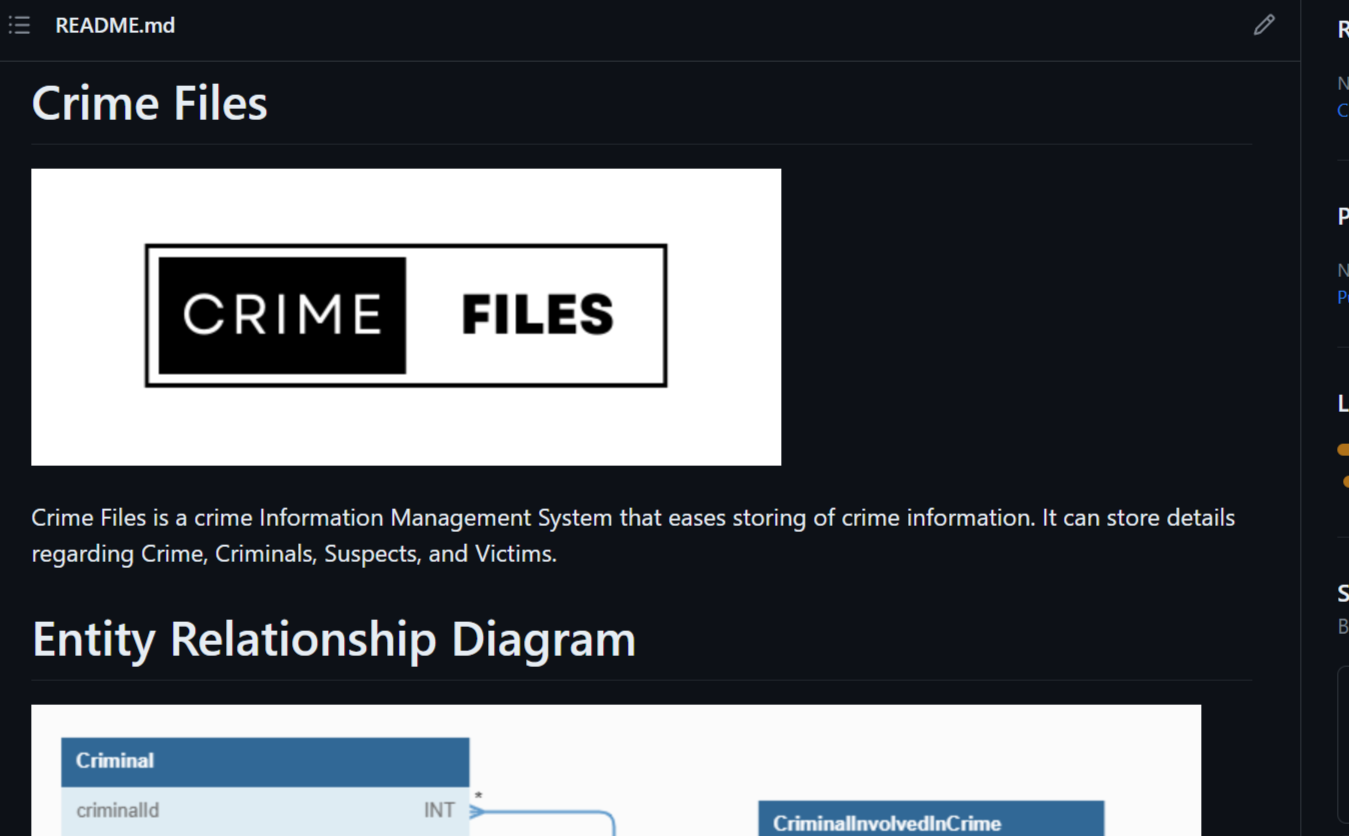 README.md
Crime Files
CRIME FILES
Crime Files is a crime Information Management System that eases storing of crime information. It can store details
regarding Crime, Criminals, Suspects, and Victims.
Entity Relationship Diagram
Criminal
criminalId INT *
CriminalInvolvedInCrime